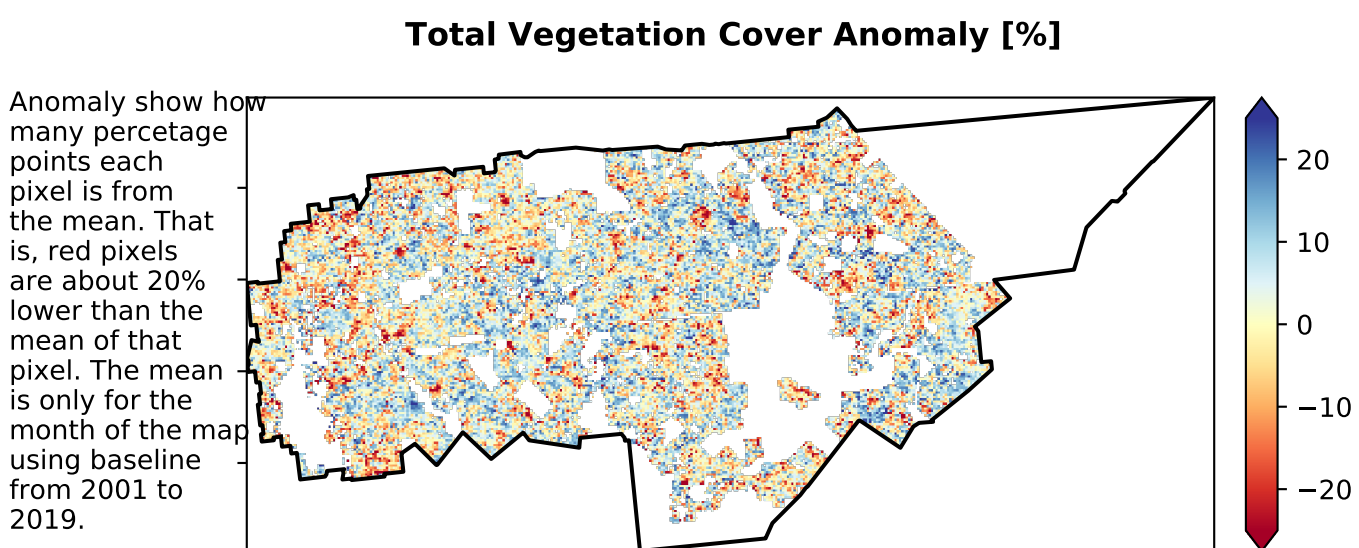 Total Vegetation Cover Anomaly [%]
Anomaly show how
many percetage
points each
pixel is from
the mean. That
is, red pixels
are about 20%
lower than the
mean of that
pixel. The mean
is only for the
month of the map
using baseline
from 2001 to
2019.
20
10
0
−10
−20